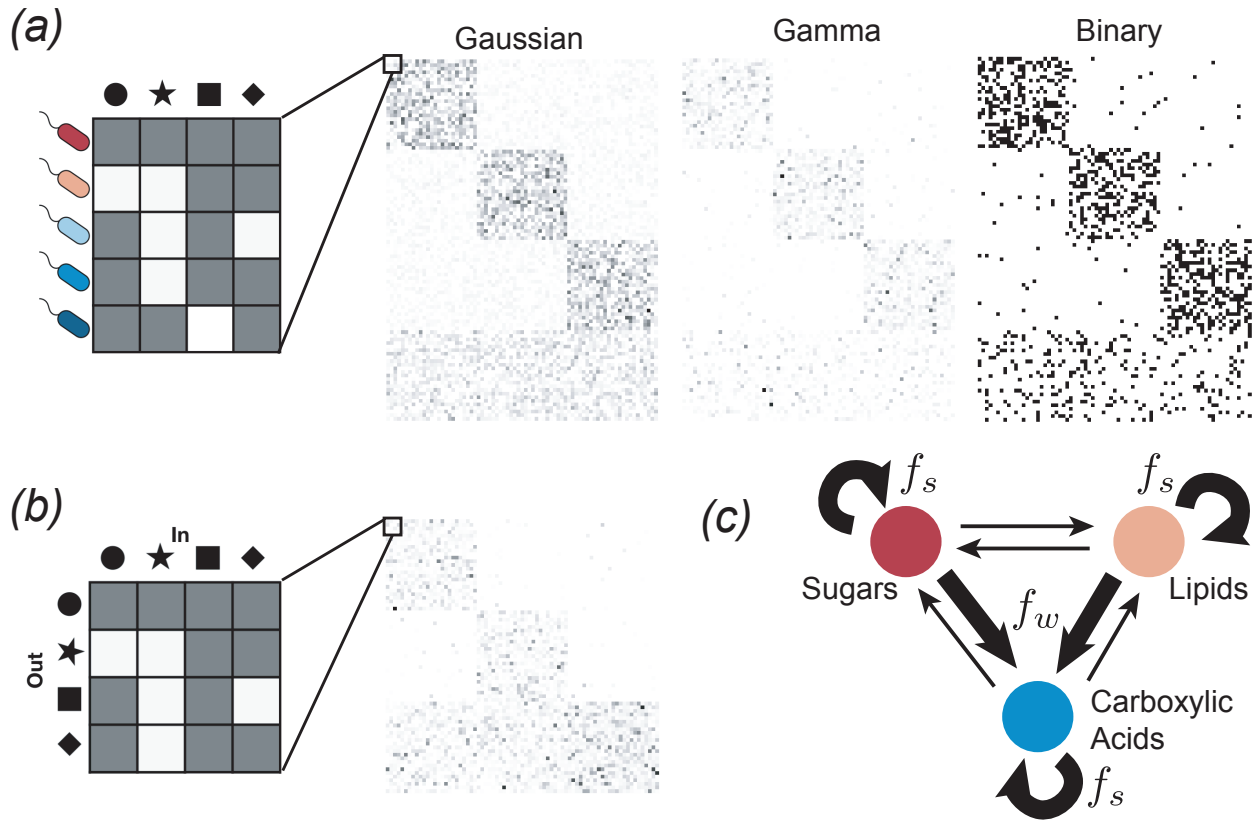 (a)
Gaussian
Gamma
Binary
(b)
In
Out
(c)
f_s
f_s
Sugars
Lipids
f_w
Carboxylic
Acids
f_s